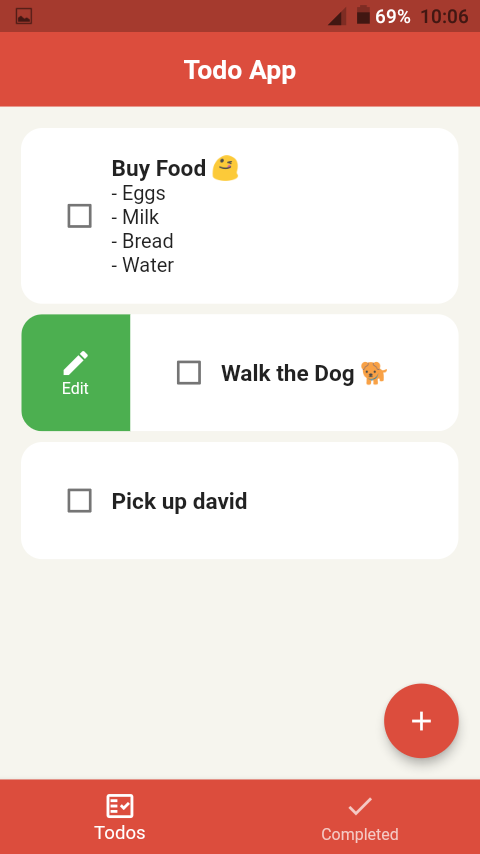 69% 10:06
Todo App
Buy Food 😋
- Eggs
- Milk
- Bread
- Water
Edit
Walk the Dog 🐕
Pick up david
Todos
Completed